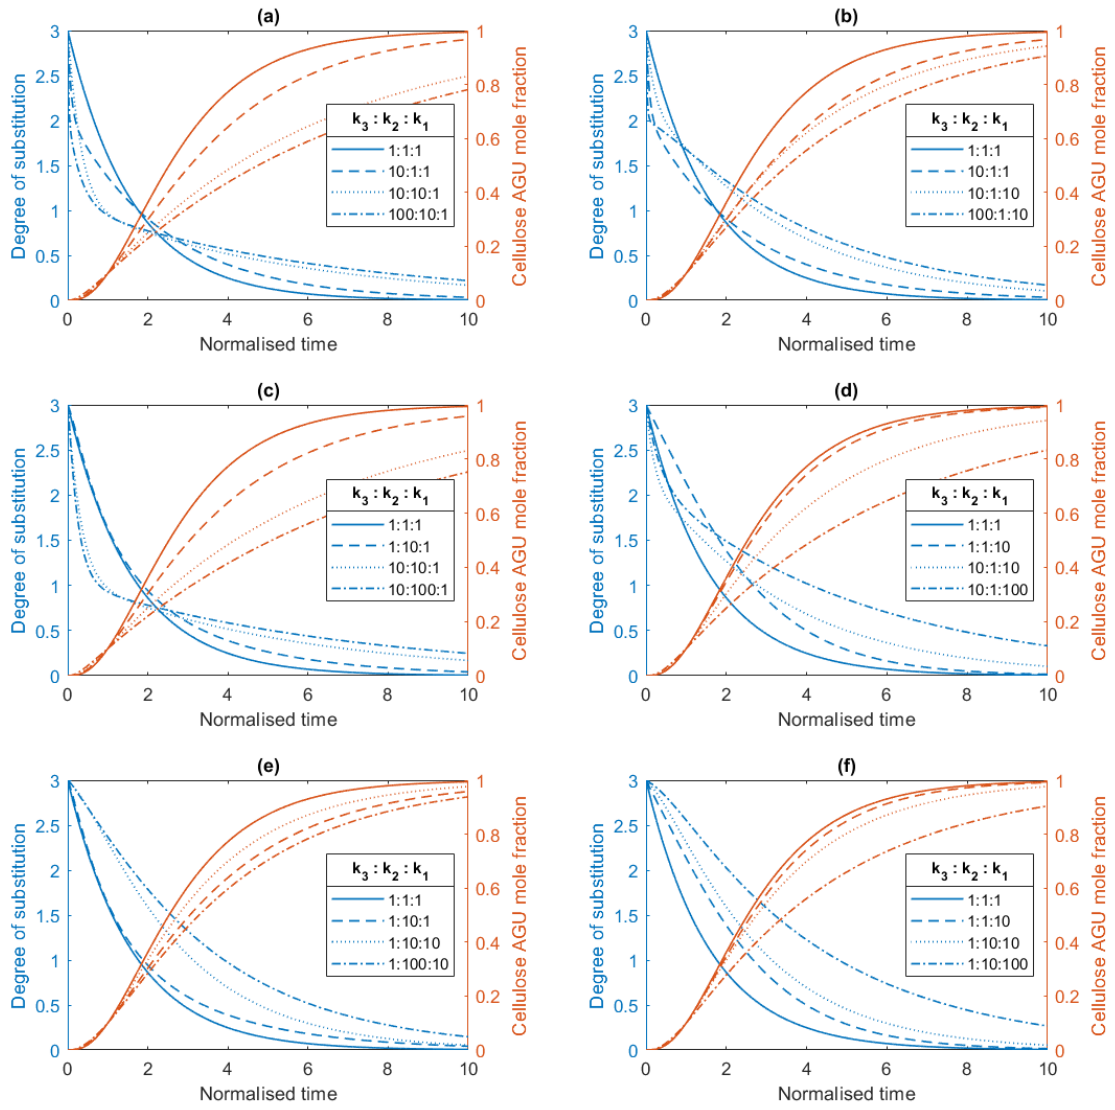 (a)
3
2.5
2
1.5
1
0.5
0
Degree of substitution
0 2 4 6 8 10
Normalised time
1
0.8
0.6
0.4
0.2
0
Cellulose AGU mole fraction
k3 : k2 : k1
1:1:1
10:1:1
10:10:1
100:10:1
(b)
3
2.5
2
1.5
1
0.5
0
Degree of substitution
0 2 4 6 8 10
Normalised time
1
0.8
0.6
0.4
0.2
0
Cellulose AGU mole fraction
k3 : k2 : k1
1:1:1
10:1:1
10:1:10
100:1:10
(c)
3
2.5
2
1.5
1
0.5
0
Degree of substitution
0 2 4 6 8 10
Normalised time
1
0.8
0.6
0.4
0.2
0
Cellulose AGU mole fraction
k3 : k2 : k1
1:1:1
1:10:1
10:10:1
10:100:1
(d)
3
2.5
2
1.5
1
0.5
0
Degree of substitution
0 2 4 6 8 10
Normalised time
1
0.8
0.6
0.4
0.2
0
Cellulose AGU mole fraction
k3 : k2 : k1
1:1:1
1:1:10
10:1:10
10:1:100
(e)
3
2.5
2
1.5
1
0.5
0
Degree of substitution
0 2 4 6 8 10
Normalised time
1
0.8
0.6
0.4
0.2
0
Cellulose AGU mole fraction
k3 : k2 : k1
1:1:1
1:10:1
1:10:10
1:100:10
(f)
3
2.5
2
1.5
1
0.5
0
Degree of substitution
0 2 4 6 8 10
Normalised time
1
0.8
0.6
0.4
0.2
0
Cellulose AGU mole fraction
k3 : k2 : k1
1:1:1
1:1:10
1:10:10
1:10:100